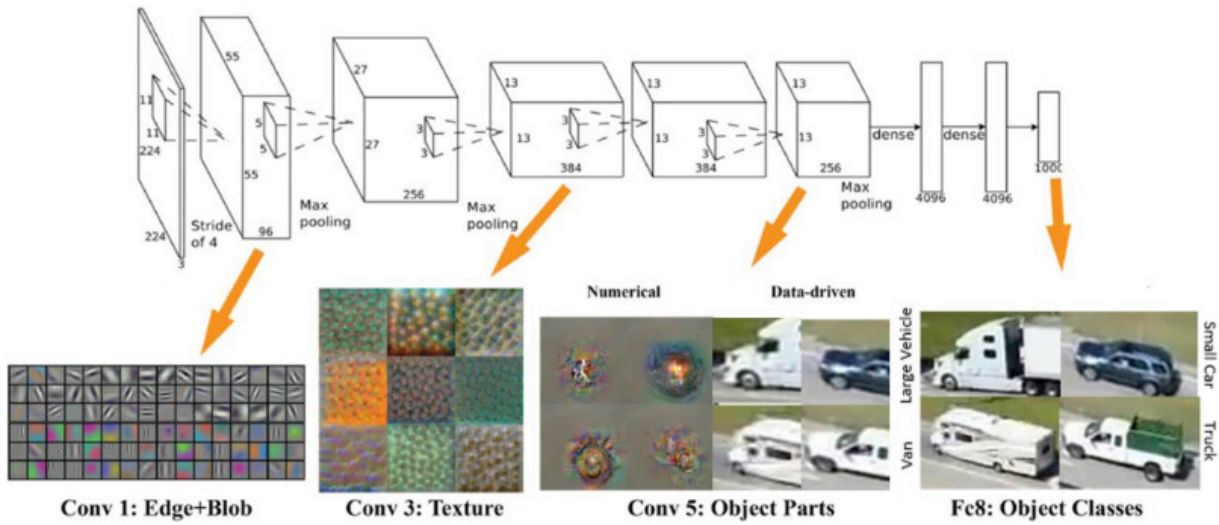 55
27
13
13
13
11
11
5
5
3
3
3
3
3
3
224
55
27
13
13
13
dense
dense
384
384
256
1000
256
4096
4096
224
Stride
of 4
96
Max
pooling
Max
pooling
Max
pooling
3
Numerical
Data-driven
Large Vehicle
Small Car
Van
Truck
Conv 1: Edge+Blob
Conv 3: Texture
Conv 5: Object Parts
Fc8: Object Classes